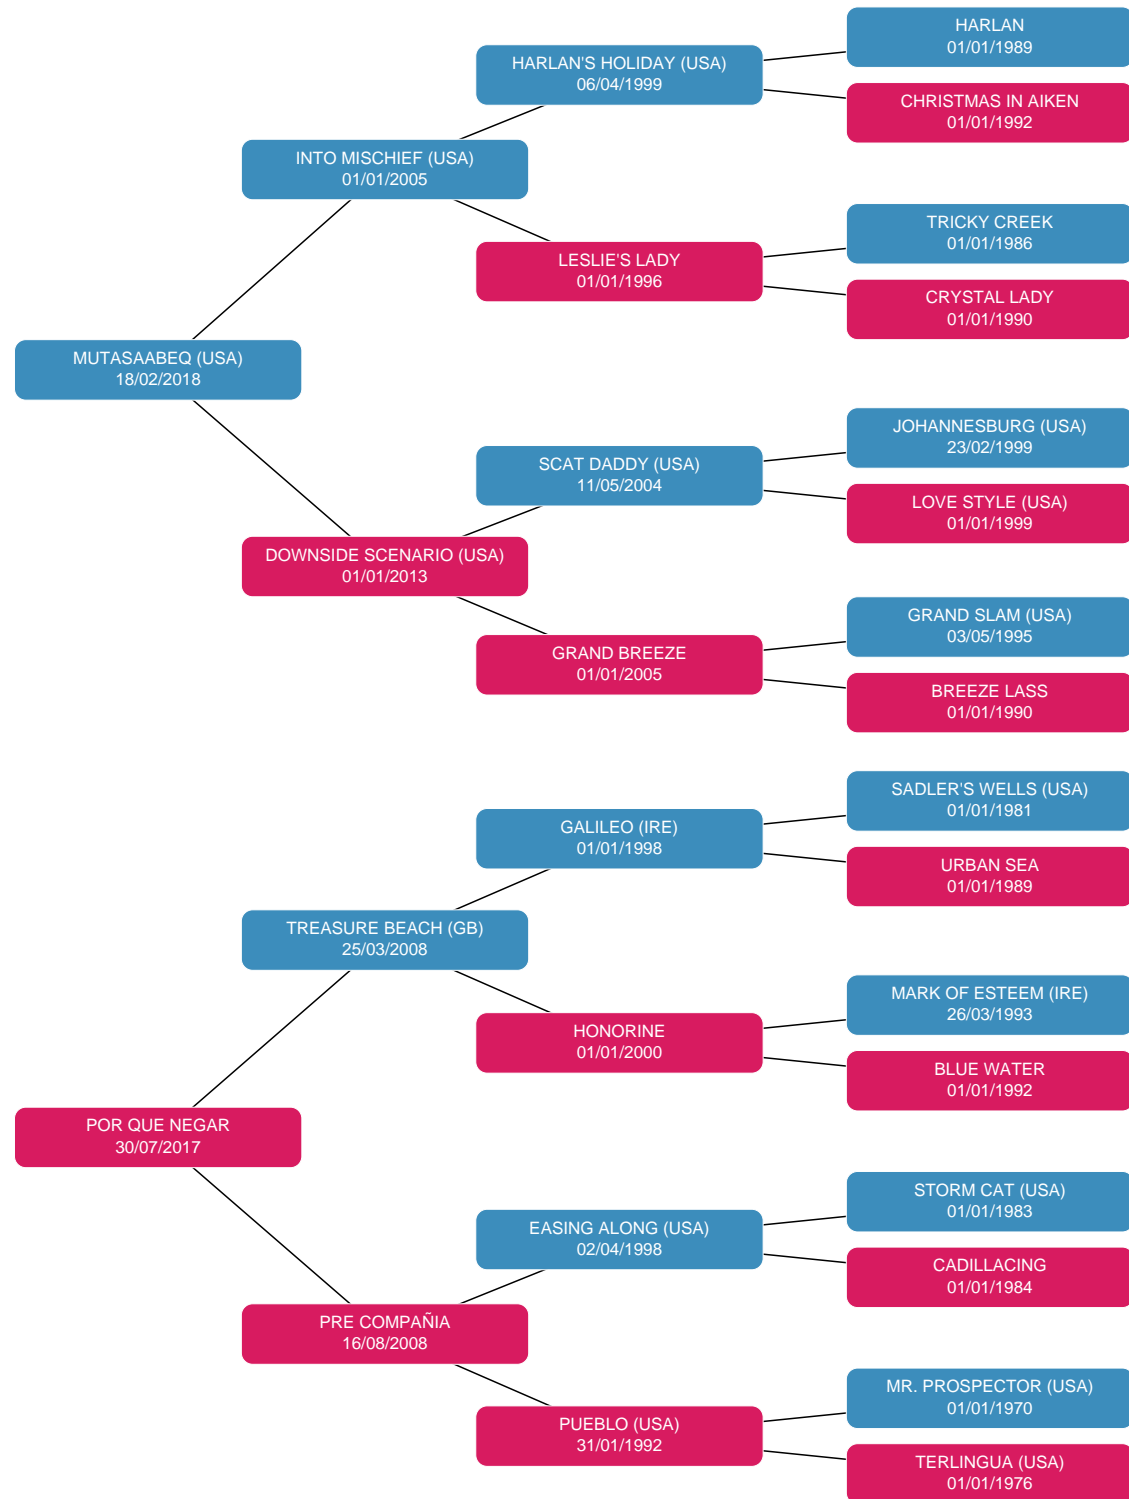 HARLAN
01/01/1989
HARLAN'S HOLIDAY (USA)
06/04/1999
CHRISTMAS IN AIKEN
01/01/1992
INTO MISCHIEF (USA)
01/01/2005
TRICKY CREEK
01/01/1986
LESLIE'S LADY
01/01/1996
CRYSTAL LADY
01/01/1990
MUTASAABEQ (USA)
18/02/2018
JOHANNESBURG (USA)
23/02/1999
SCAT DADDY (USA)
11/05/2004
LOVE STYLE (USA)
01/01/1999
DOWNSIDE SCENARIO (USA)
01/01/2013
GRAND SLAM (USA)
03/05/1995
GRAND BREEZE
01/01/2005
BREEZE LASS
01/01/1990
SADLER'S WELLS (USA)
01/01/1981
GALILEO (IRE)
01/01/1998
URBAN SEA
01/01/1989
TREASURE BEACH (GB)
25/03/2008
MARK OF ESTEEM (IRE)
26/03/1993
HONORINE
01/01/2000
BLUE WATER
01/01/1992
POR QUE NEGAR
30/07/2017
STORM CAT (USA)
01/01/1983
EASING ALONG (USA)
02/04/1998
CADILLACING
01/01/1984
PRE COMPAÑIA
16/08/2008
MR. PROSPECTOR (USA)
01/01/1970
PUEBLO (USA)
31/01/1992
TERLINGUA (USA)
01/01/1976